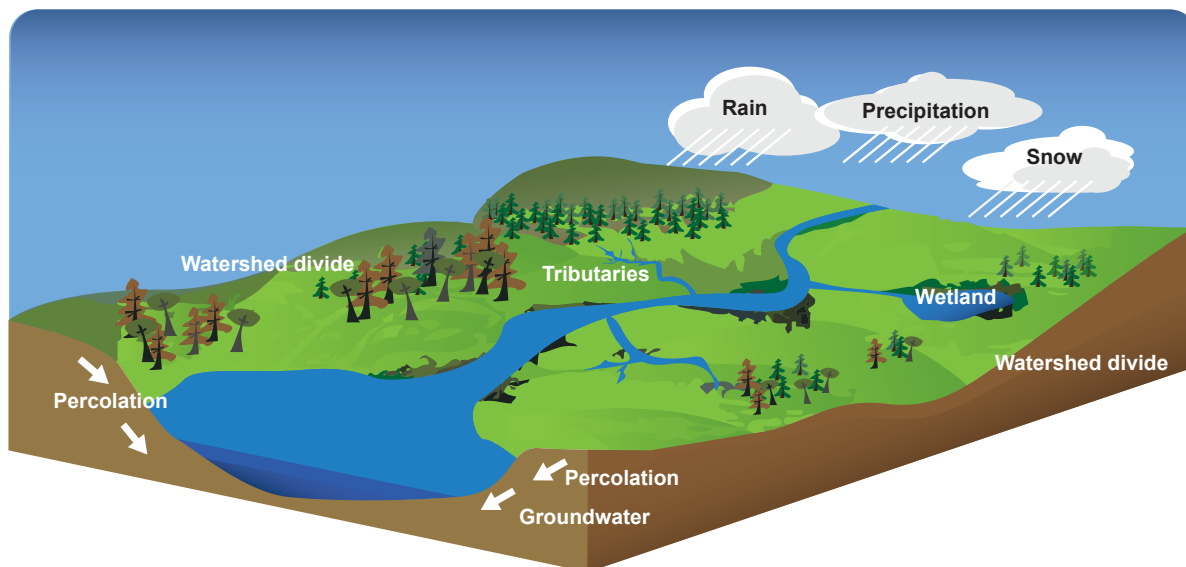 Rain
Precipitation
Snow
Watershed divide
Tributaries
Wetland
Watershed divide
Percolation
Percolation
Groundwater